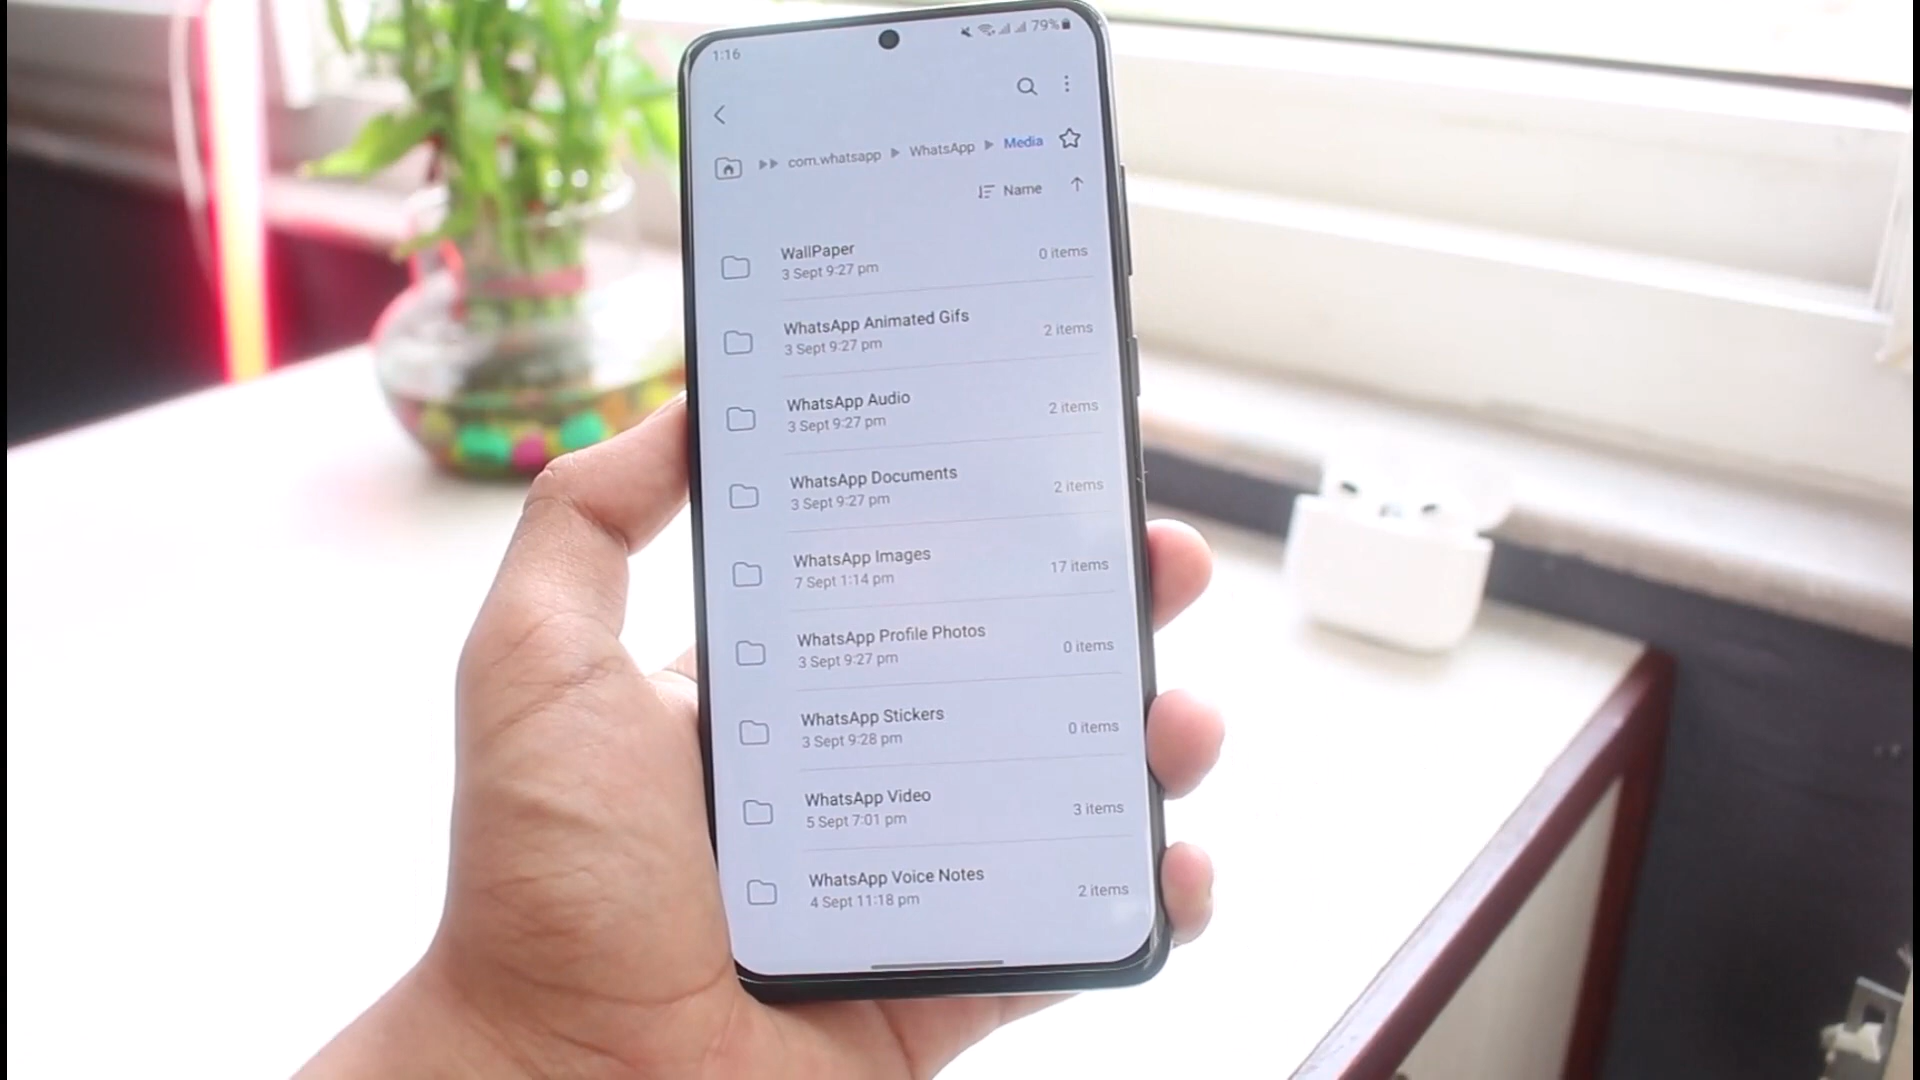 1:16
79%
com.whatsapp ▶ WhatsApp ▶ Media
Name
WallPaper
3 Sept 9:27 pm
0 items
WhatsApp Animated Gifs
3 Sept 9:27 pm
2 items
WhatsApp Audio
3 Sept 9:27 pm
2 items
WhatsApp Documents
3 Sept 9:27 pm
2 items
WhatsApp Images
7 Sept 1:14 pm
17 items
WhatsApp Profile Photos
3 Sept 9:27 pm
0 items
WhatsApp Stickers
3 Sept 9:28 pm
0 items
WhatsApp Video
5 Sept 7:01 pm
3 items
WhatsApp Voice Notes
4 Sept 11:18 pm
2 items